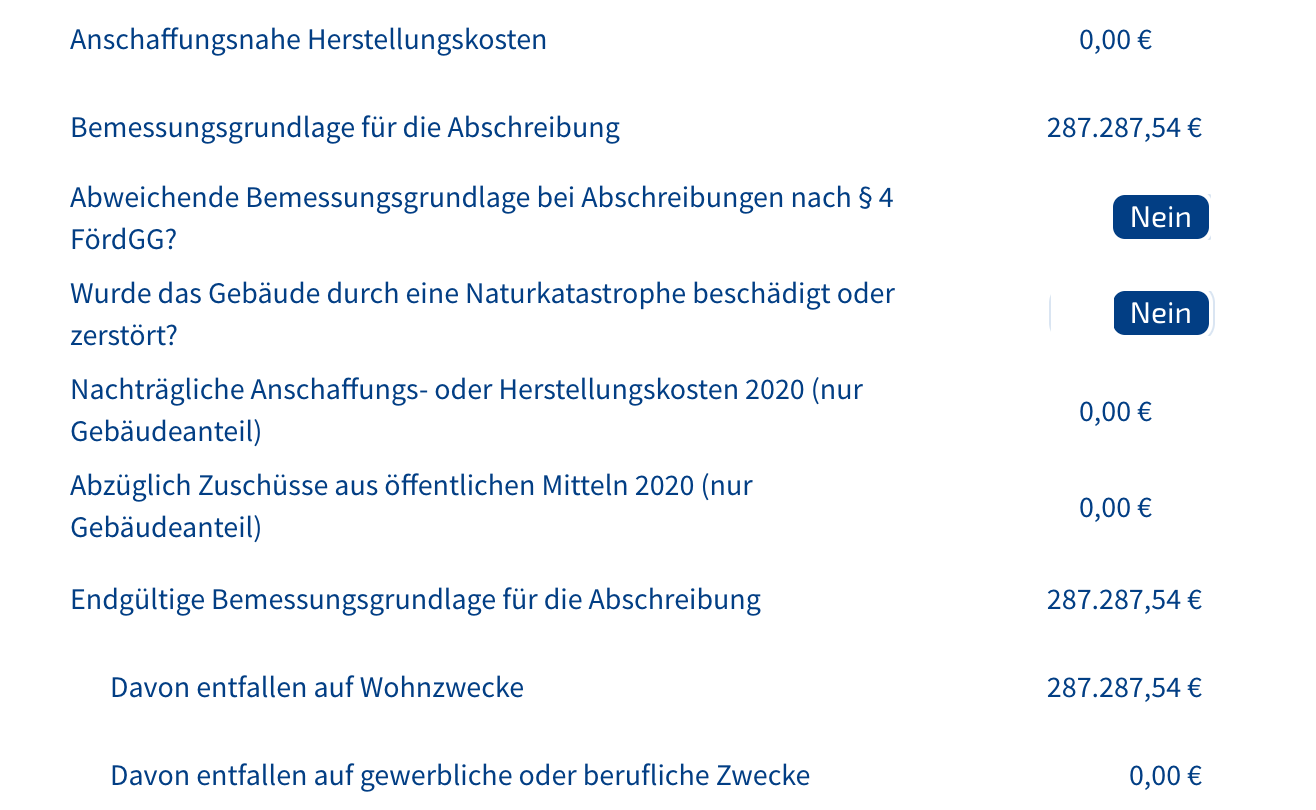 Anschaffungsnahe Herstellungskosten 0,00 €
Bemessungsgrundlage für die Abschreibung 287.287,54 €
Abweichende Bemessungsgrundlage bei Abschreibungen nach § 4
FördGG? Nein
Wurde das Gebäude durch eine Naturkatastrophe beschädigt oder
zerstört? Nein
Nachträgliche Anschaffungs- oder Herstellungskosten 2020 (nur
Gebäudeanteil) 0,00 €
Abzüglich Zuschüsse aus öffentlichen Mitteln 2020 (nur
Gebäudeanteil) 0,00 €
Endgültige Bemessungsgrundlage für die Abschreibung 287.287,54 €
Davon entfallen auf Wohnzwecke 287.287,54 €
Davon entfallen auf gewerbliche oder berufliche Zwecke 0,00 €